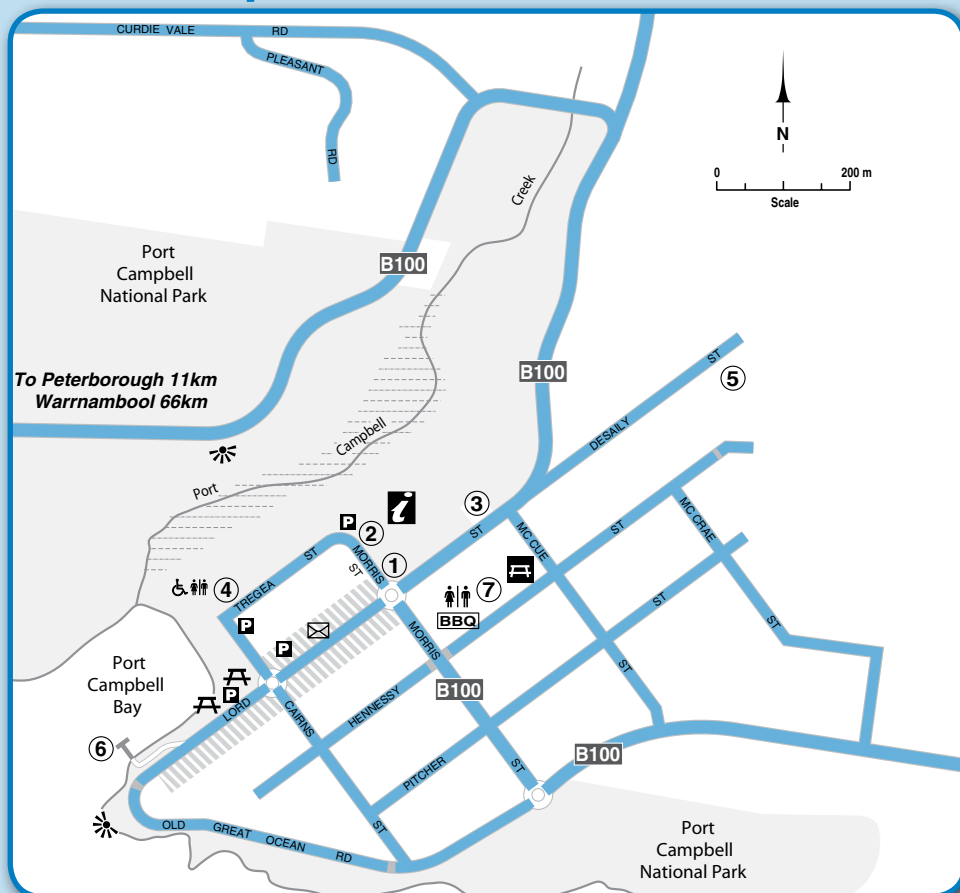 CURDIE VALE RD
PLEASANT
RD
N
0 200 m
Scale
Creek
Port
Campbell
National Park
B100
To Peterborough 11km
Warrnambool 66km
B100
ST
5
DESAILY
Campbell
Port
3
ST
P
2
i
MORRIS
ST
1
MC CUE
ST
MC CRAE
ST
4
TREGEA
ST
7
BBQ
P
P
MORRIS
ST
Port
Campbell
Bay
P
LORD
CAIRNS
HENNESSY
B100
ST
6
PITCHER
ST
ST
B100
OLD GREAT OCEAN RD
Port
Campbell
National Park